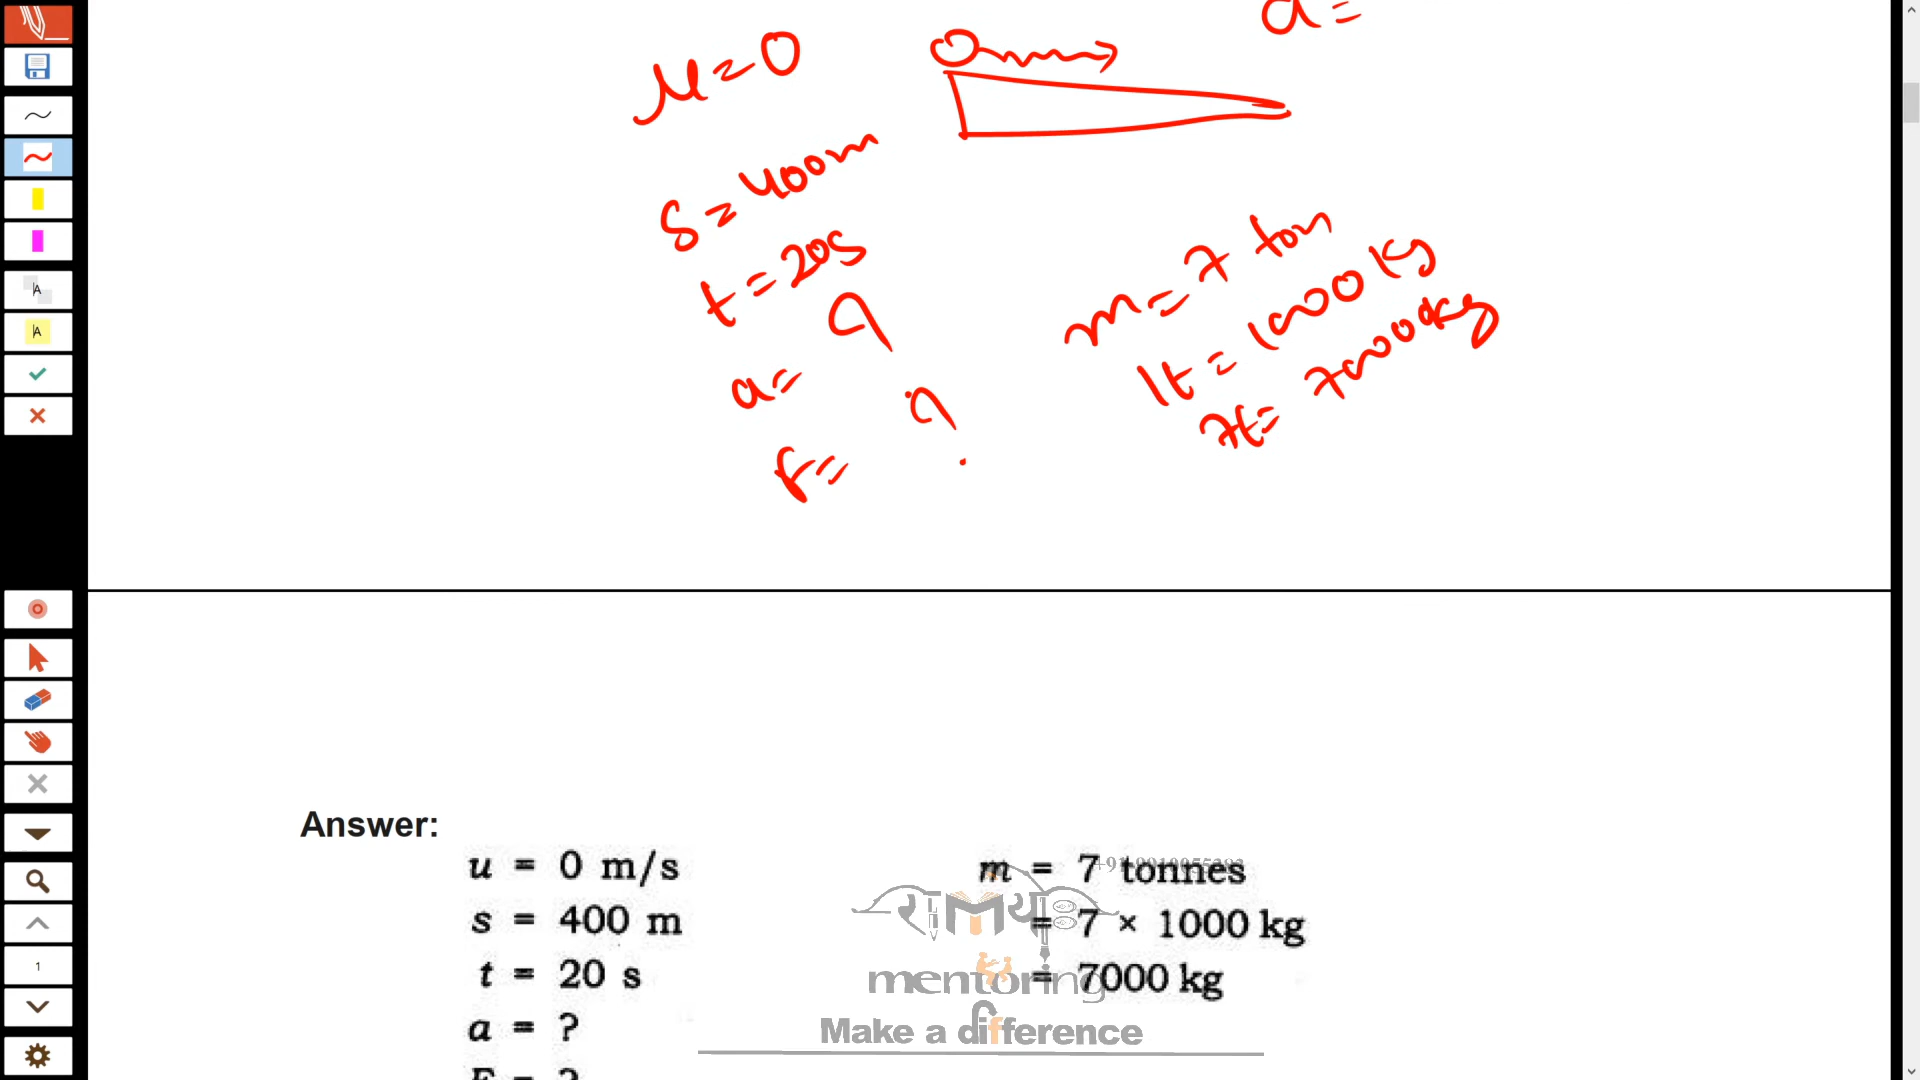 a=
u=0
s=400m
t=20s
a= ?
F= ?
m=7 ton
1t=1000kg
7t=7000kg
Answer:
u = 0 m/s
s = 400 m
t = 20 s
a = ?
F = ?
m = 7 tonnes
= 7 × 1000 kg
= 7000 kg
mentoring
Make a difference
1